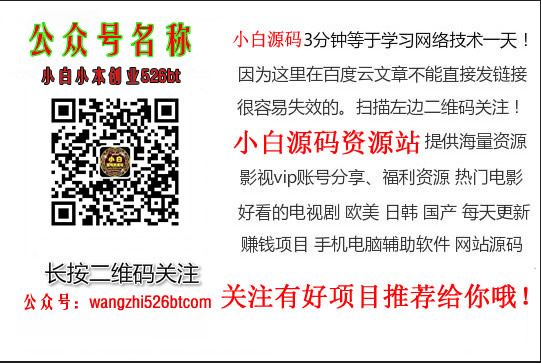 公众号名称
小白小本创业526bt
小白
长按二维码关注
公众号：wangzhi526btcom
小白源码3分钟等于学习网络技术一天！
因为这里在百度云文章不能直接发链接
很容易失效的。扫描左边二维码关注！
小白源码资源站 提供海量资源
影视vip账号分享、福利资源 热门电影
好看的电视剧 欧美 日韩 国产 每天更新
赚钱项目 手机电脑辅助软件 网站源码
关注有好项目推荐给你哦！